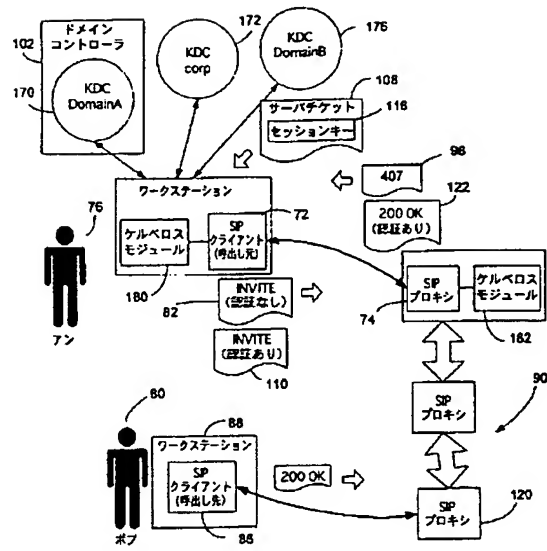 ドメイン
コントローラ
102
170
KDC
DomainA
172
KDC
corp
176
KDC
DomainB
108
サーバチケット
116
セッションキー
ワークステーション
76
72
ケルベロス
モジュール
SIP
クライアント
(呼出し元)
180
アン
407
96
200 OK
(認証あり)
122
82
INVITE
(認証なし)
INVITE
(認証あり)
110
SIP
プロキシ
ケルベロス
モジュール
74
182
SIP
プロキシ
90
SIP
プロキシ
120
80
ボブ
88
ワークステーション
SIP
クライアント
(呼出し先)
86
200 OK